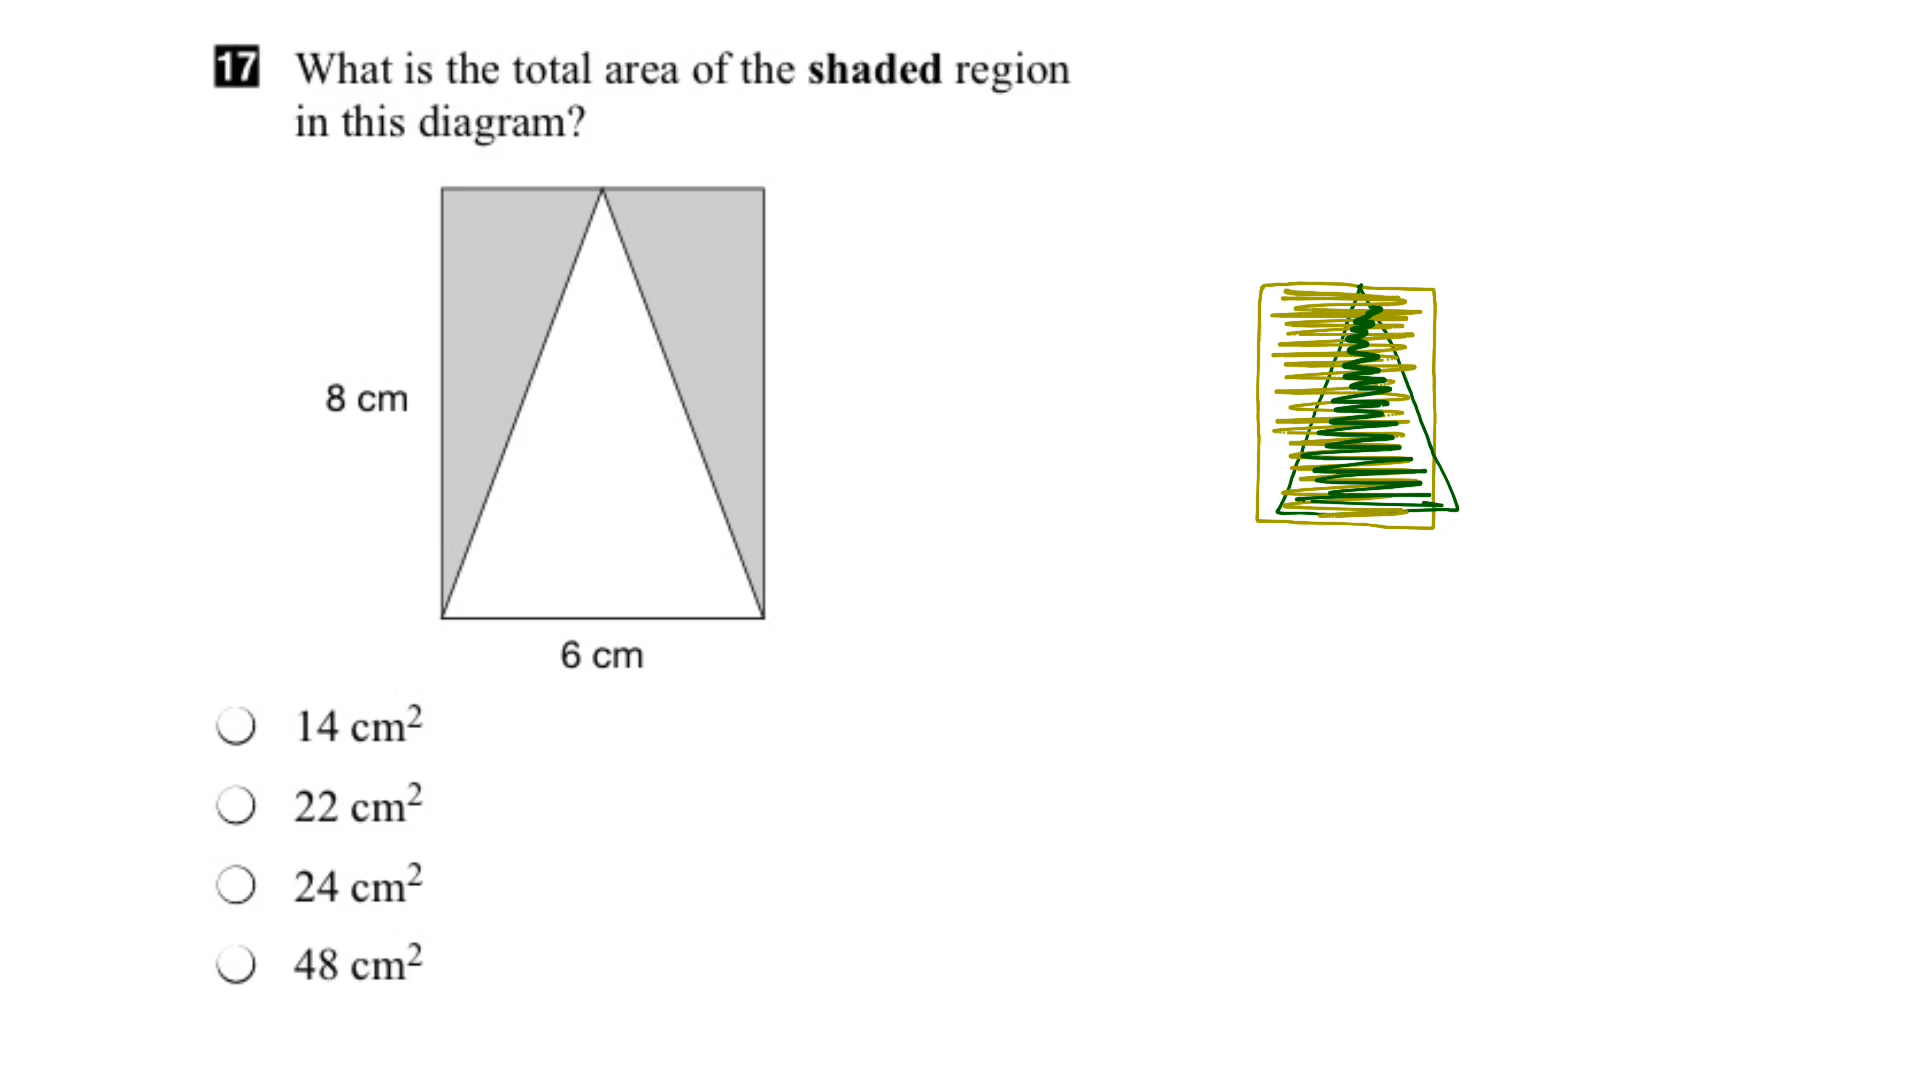 17 What is the total area of the shaded region
in this diagram?
8 cm
6 cm
14 cm²
22 cm²
24 cm²
48 cm²